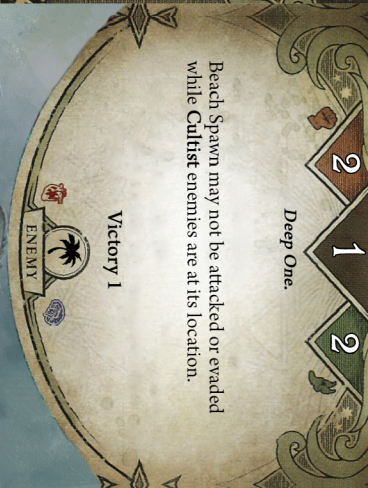 2 1 2
Deep One.
Beach Spawn may not be attacked or evaded
while Cultist enemies are at its location.
Victory 1
ENEMY